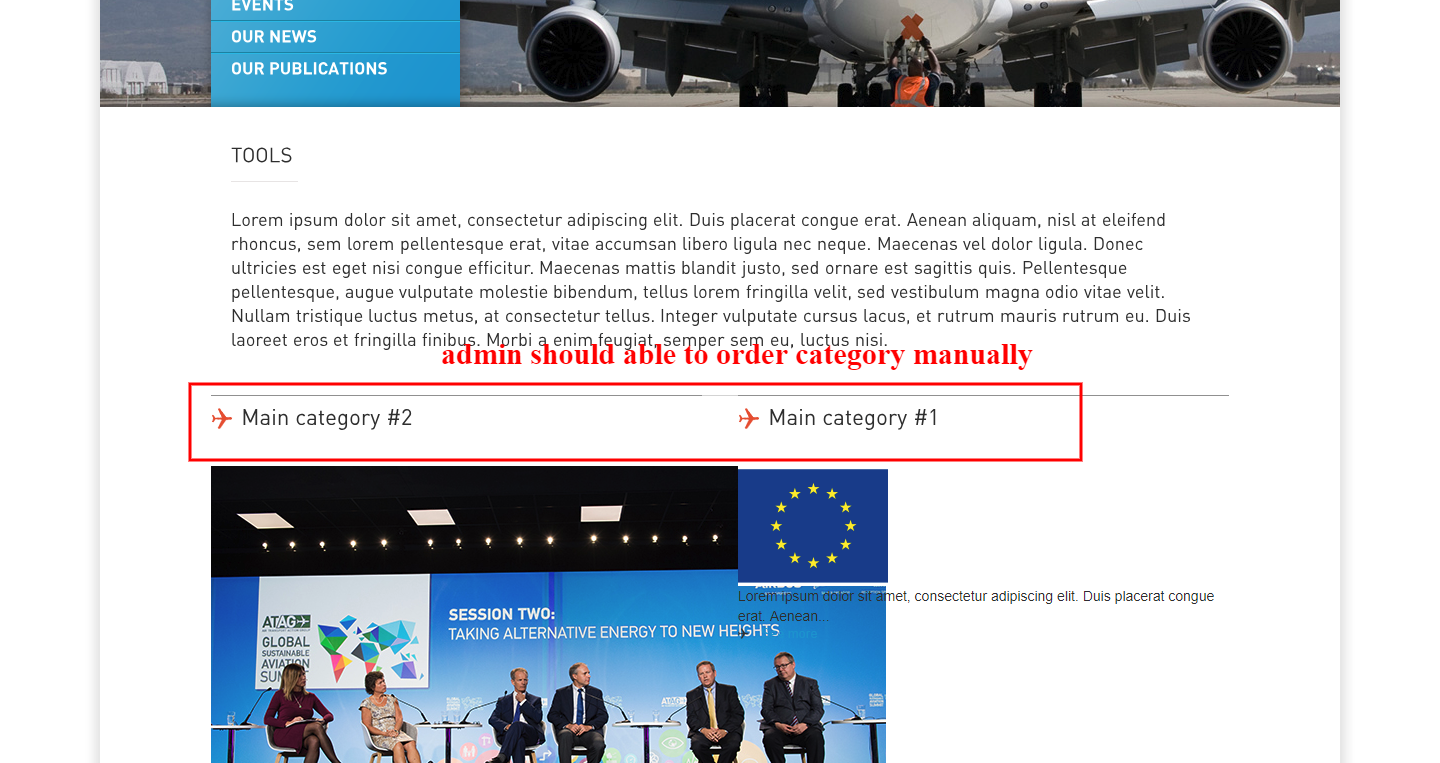 EVENTS
OUR NEWS
OUR PUBLICATIONS
TOOLS
Lorem ipsum dolor sit amet, consectetur adipiscing elit. Duis placerat congue erat. Aenean aliquam, nisl at eleifend
rhoncus, sem lorem pellentesque erat, vitae accumsan libero ligula nec neque. Maecenas vel dolor ligula. Donec
ultricies est eget nisi congue efficitur. Maecenas mattis blandit justo, sed ornare est sagittis quis. Pellentesque
pellentesque, augue vulputate molestie bibendum, tellus lorem fringilla velit, sed vestibulum magna odio vitae velit.
Nullam tristique luctus metus, at consectetur tellus. Integer vulputate cursus lacus, et rutrum mauris rutrum eu. Duis
laoreet eros et fringilla finibus. Morbi a enim feugiat, semper sem eu, luctus nisi.
admin should able to order category manually
Main category #2
Main category #1
Lorem ipsum dolor sit amet, consectetur adipiscing elit. Duis placerat congue
erat. Aenean...
more
SESSION TWO:
TAKING ALTERNATIVE ENERGY TO NEW HEIGHTS
ATAG
GLOBAL
SUSTAINABLE
AVIATION
ATAG